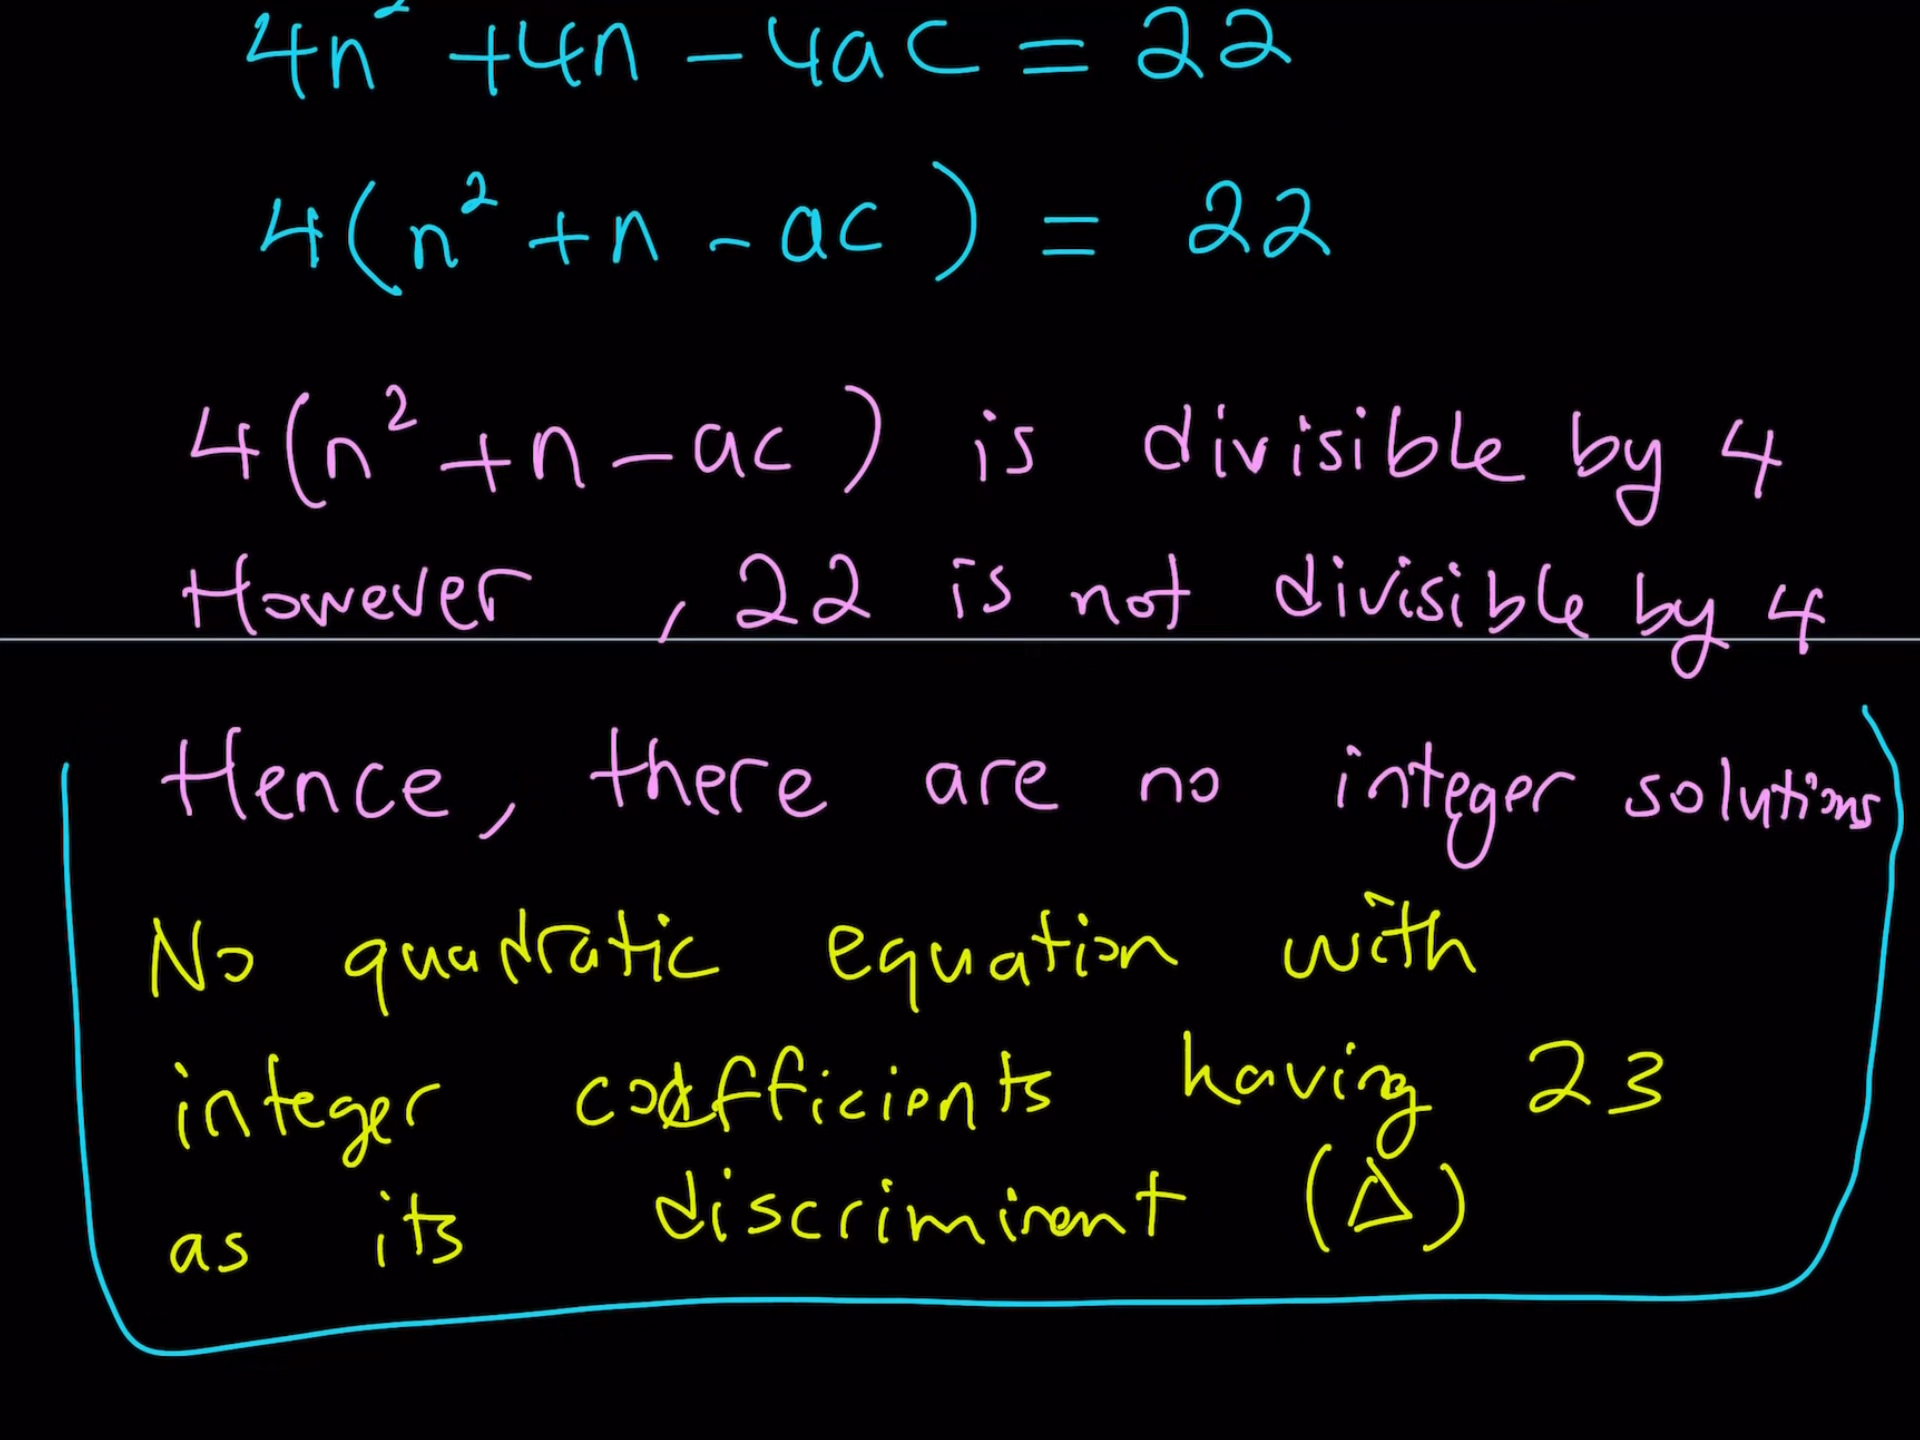 4n² + 4n - 4ac = 22
4(n² + n - ac) = 22
4(n² + n - ac) is divisible by 4
However, 22 is not divisible by 4
Hence, there are no integer solutions
No quadratic equation with
integer coefficients having 23
as its discriminant (Δ)